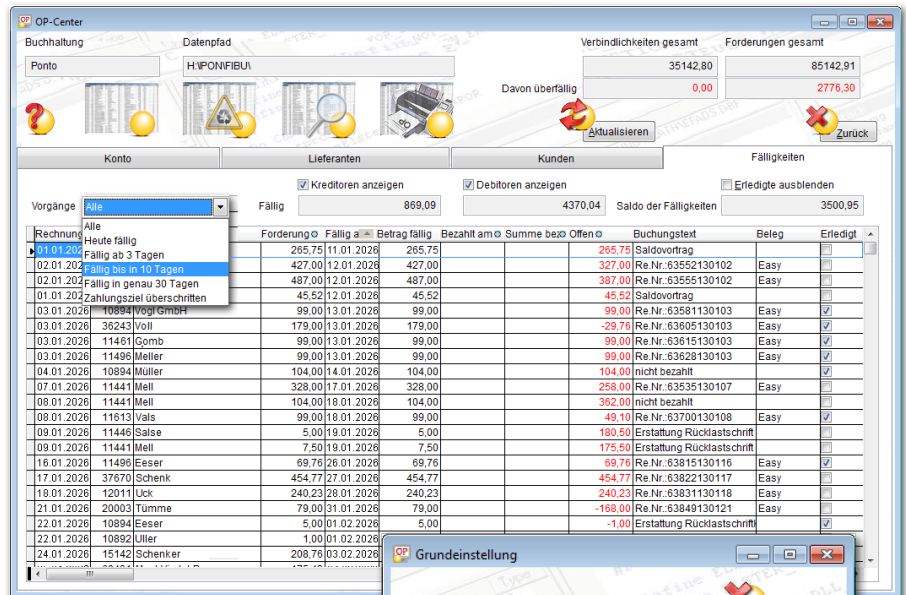 OP-Center
Buchhaltung Datenpfad Verbindlichkeiten gesamt Forderungen gesamt
Ponto H:\PON\FIBU\ 35142,80 85142,91
Davon überfällig 0,00 2776,30
Aktualisieren Zurück
Konto Lieferanten Kunden Fälligkeiten
Kreditoren anzeigen Debitoren anzeigen Erledigte ausblenden
Vorgänge Alle Fällig 869,09 4370,04 Saldo der Fälligkeiten 3500,95
Alle
Heute fällig
Fällig ab 3 Tagen
Fällig bis in 10 Tagen
Fällig in genau 30 Tagen
Zahlungsziel überschritten
Rechnung Forderung Fällig a Betrag fällig Bezahlt am Summe bez Offen Buchungstext Beleg Erledigt
01.01.202 265,75 11.01.2026 265,75 265,75 Saldovortrag
02.01.202 427,00 12.01.2026 427,00 327,00 Re.Nr.:63552130102 Easy
02.01.202 487,00 12.01.2026 487,00 387,00 Re.Nr.:63555130102 Easy
01.01.202 45,52 12.01.2026 45,52 45,52 Saldovortrag
03.01.2026 10894 Vogl GmbH 99,00 13.01.2026 99,00 99,00 Re.Nr.:63581130103 Easy
03.01.2026 36243 Voll 179,00 13.01.2026 179,00 -29,76 Re.Nr.:63605130103 Easy
03.01.2026 11461 Gomb 99,00 13.01.2026 99,00 99,00 Re.Nr.:63615130103 Easy
03.01.2026 11496 Meller 99,00 13.01.2026 99,00 99,00 Re.Nr.:63628130103 Easy
04.01.2026 10894 Müller 104,00 14.01.2026 104,00 104,00 nicht bezahlt
07.01.2026 11441 Mell 328,00 17.01.2026 328,00 258,00 Re.Nr.:63535130107 Easy
08.01.2026 11441 Mell 104,00 18.01.2026 104,00 362,00 nicht bezahlt
08.01.2026 11613 Vals 99,00 18.01.2026 99,00 49,10 Re.Nr.:63700130108 Easy
09.01.2026 11446 Salse 5,00 19.01.2026 5,00 180,50 Erstattung Rücklastschrift
09.01.2026 11441 Mell 7,50 19.01.2026 7,50 175,50 Erstattung Rücklastschrift
16.01.2026 11496 Eeser 69,76 26.01.2026 69,76 69,76 Re.Nr.:63815130116 Easy
17.01.2026 37670 Schenk 454,77 27.01.2026 454,77 454,77 Re.Nr.:63822130117 Easy
18.01.2026 12011 Uck 240,23 28.01.2026 240,23 240,23 Re.Nr.:63831130118 Easy
21.01.2026 20003 Tümme 79,00 31.01.2026 79,00 -168,00 Re.Nr.:63849130121 Easy
22.01.2026 10894 Eeser 5,00 01.02.2026 5,00 -1,00 Erstattung Rücklastschrift
22.01.2026 10892 Uller 1,00 01.02.2026
24.01.2026 15142 Schenker 208,76 03.02.2026
Grundeinstellung